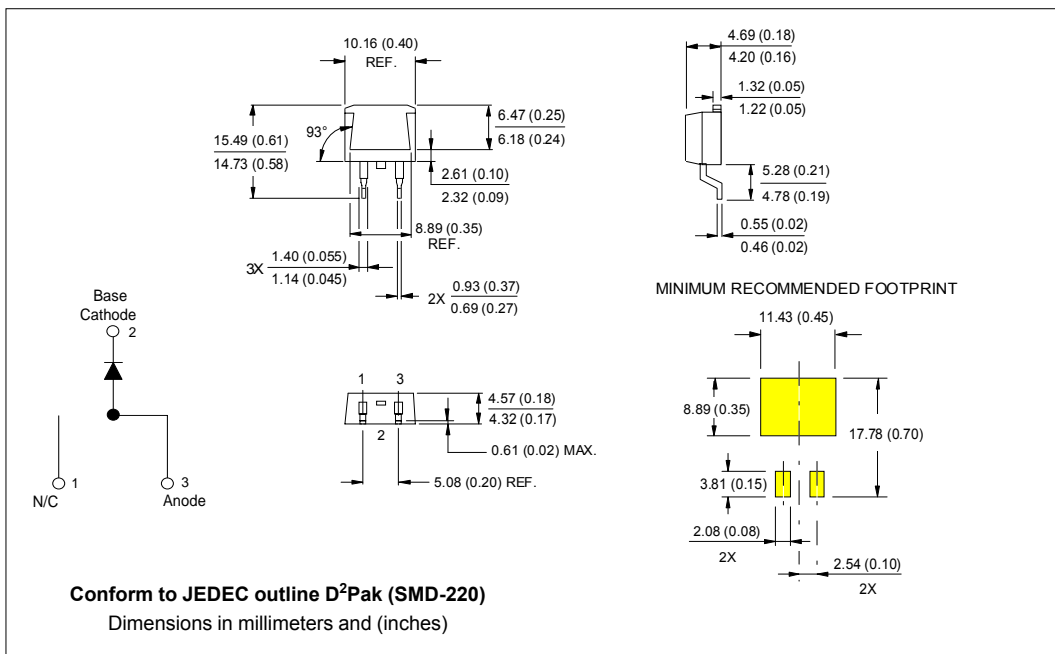 10.16 (0.40)
REF.
4.69 (0.18)
4.20 (0.16)
1.32 (0.05)
1.22 (0.05)
15.49 (0.61)
14.73 (0.58)
93°
6.47 (0.25)
6.18 (0.24)
2.61 (0.10)
2.32 (0.09)
5.28 (0.21)
4.78 (0.19)
8.89 (0.35)
REF.
0.55 (0.02)
0.46 (0.02)
3X
1.40 (0.055)
1.14 (0.045)
2X
0.93 (0.37)
0.69 (0.27)
MINIMUM RECOMMENDED FOOTPRINT
11.43 (0.45)
Base
Cathode
2
1 3
2
4.57 (0.18)
4.32 (0.17)
0.61 (0.02) MAX.
5.08 (0.20) REF.
8.89 (0.35)
17.78 (0.70)
3.81 (0.15)
2.08 (0.08)
2X
2.54 (0.10)
2X
1
N/C
3
Anode
Conform to JEDEC outline D²Pak (SMD-220)
Dimensions in millimeters and (inches)